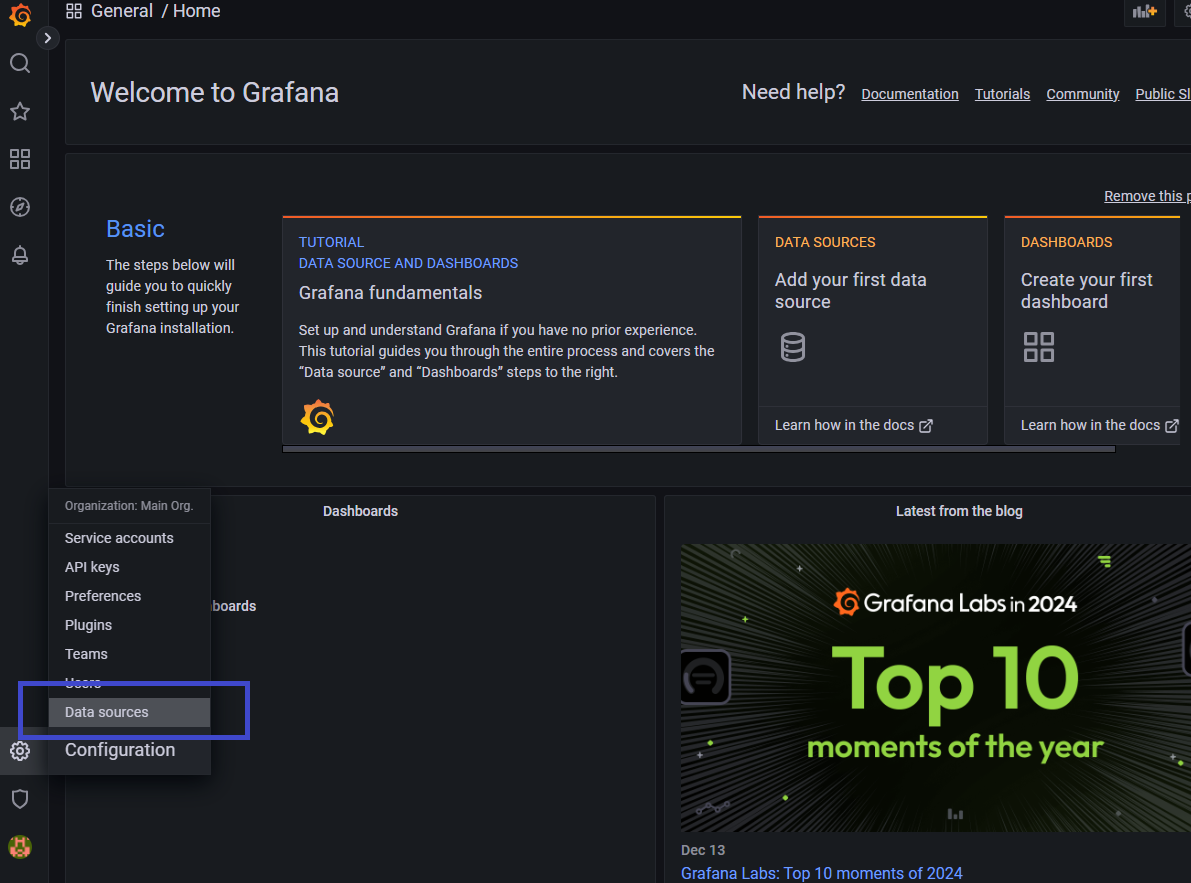 General / Home
Welcome to Grafana
Need help? Documentation Tutorials Community Public Sl
Remove this p
Basic
The steps below will
guide you to quickly
finish setting up your
Grafana installation.
TUTORIAL
DATA SOURCE AND DASHBOARDS
Grafana fundamentals
Set up and understand Grafana if you have no prior experience.
This tutorial guides you through the entire process and covers the
“Data source” and “Dashboards” steps to the right.
DATA SOURCES
Add your first data
source
Learn how in the docs
DASHBOARDS
Create your first
dashboard
Learn how in the docs
Organization: Main Org.
Service accounts
API keys
Preferences
Plugins
Teams
Users
Data sources
Configuration
Dashboards
boards
Latest from the blog
Grafana Labs in 2024
Top 10
moments of the year
Dec 13
Grafana Labs: Top 10 moments of 2024